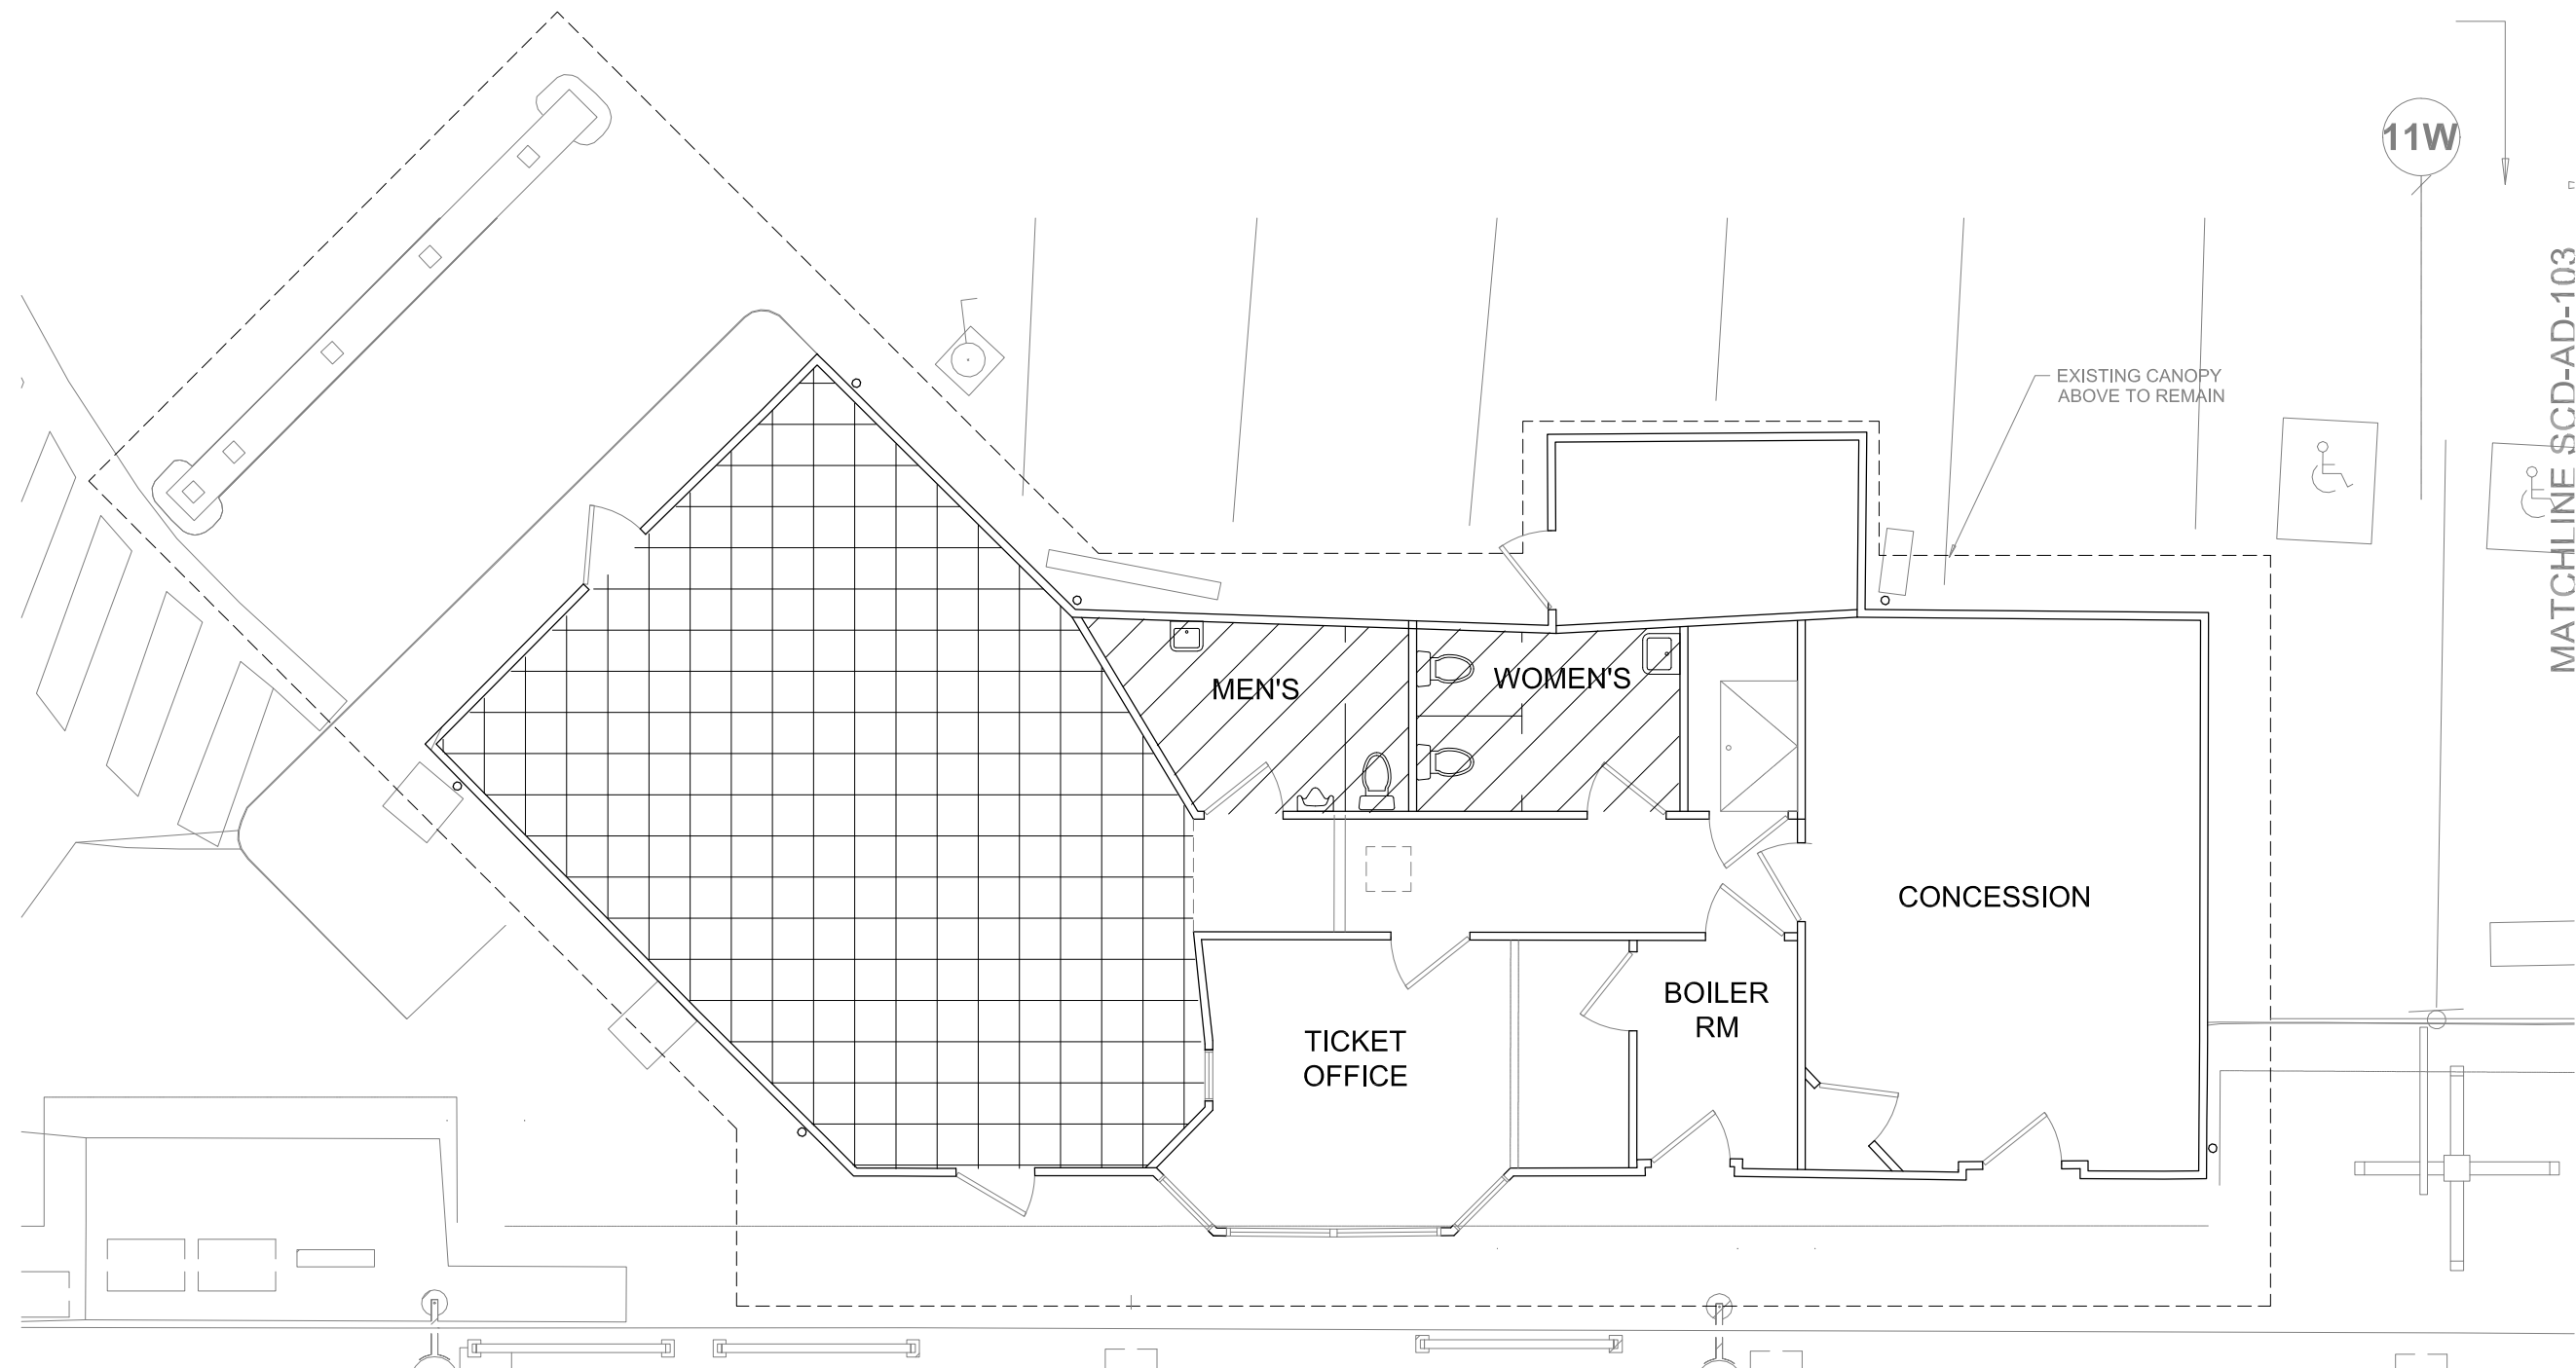 11W
MATCHLINE SCD-AD-103
EXISTING CANOPY
ABOVE TO REMAIN
MEN'S
WOMEN'S
CONCESSION
BOILER
RM
TICKET
OFFICE